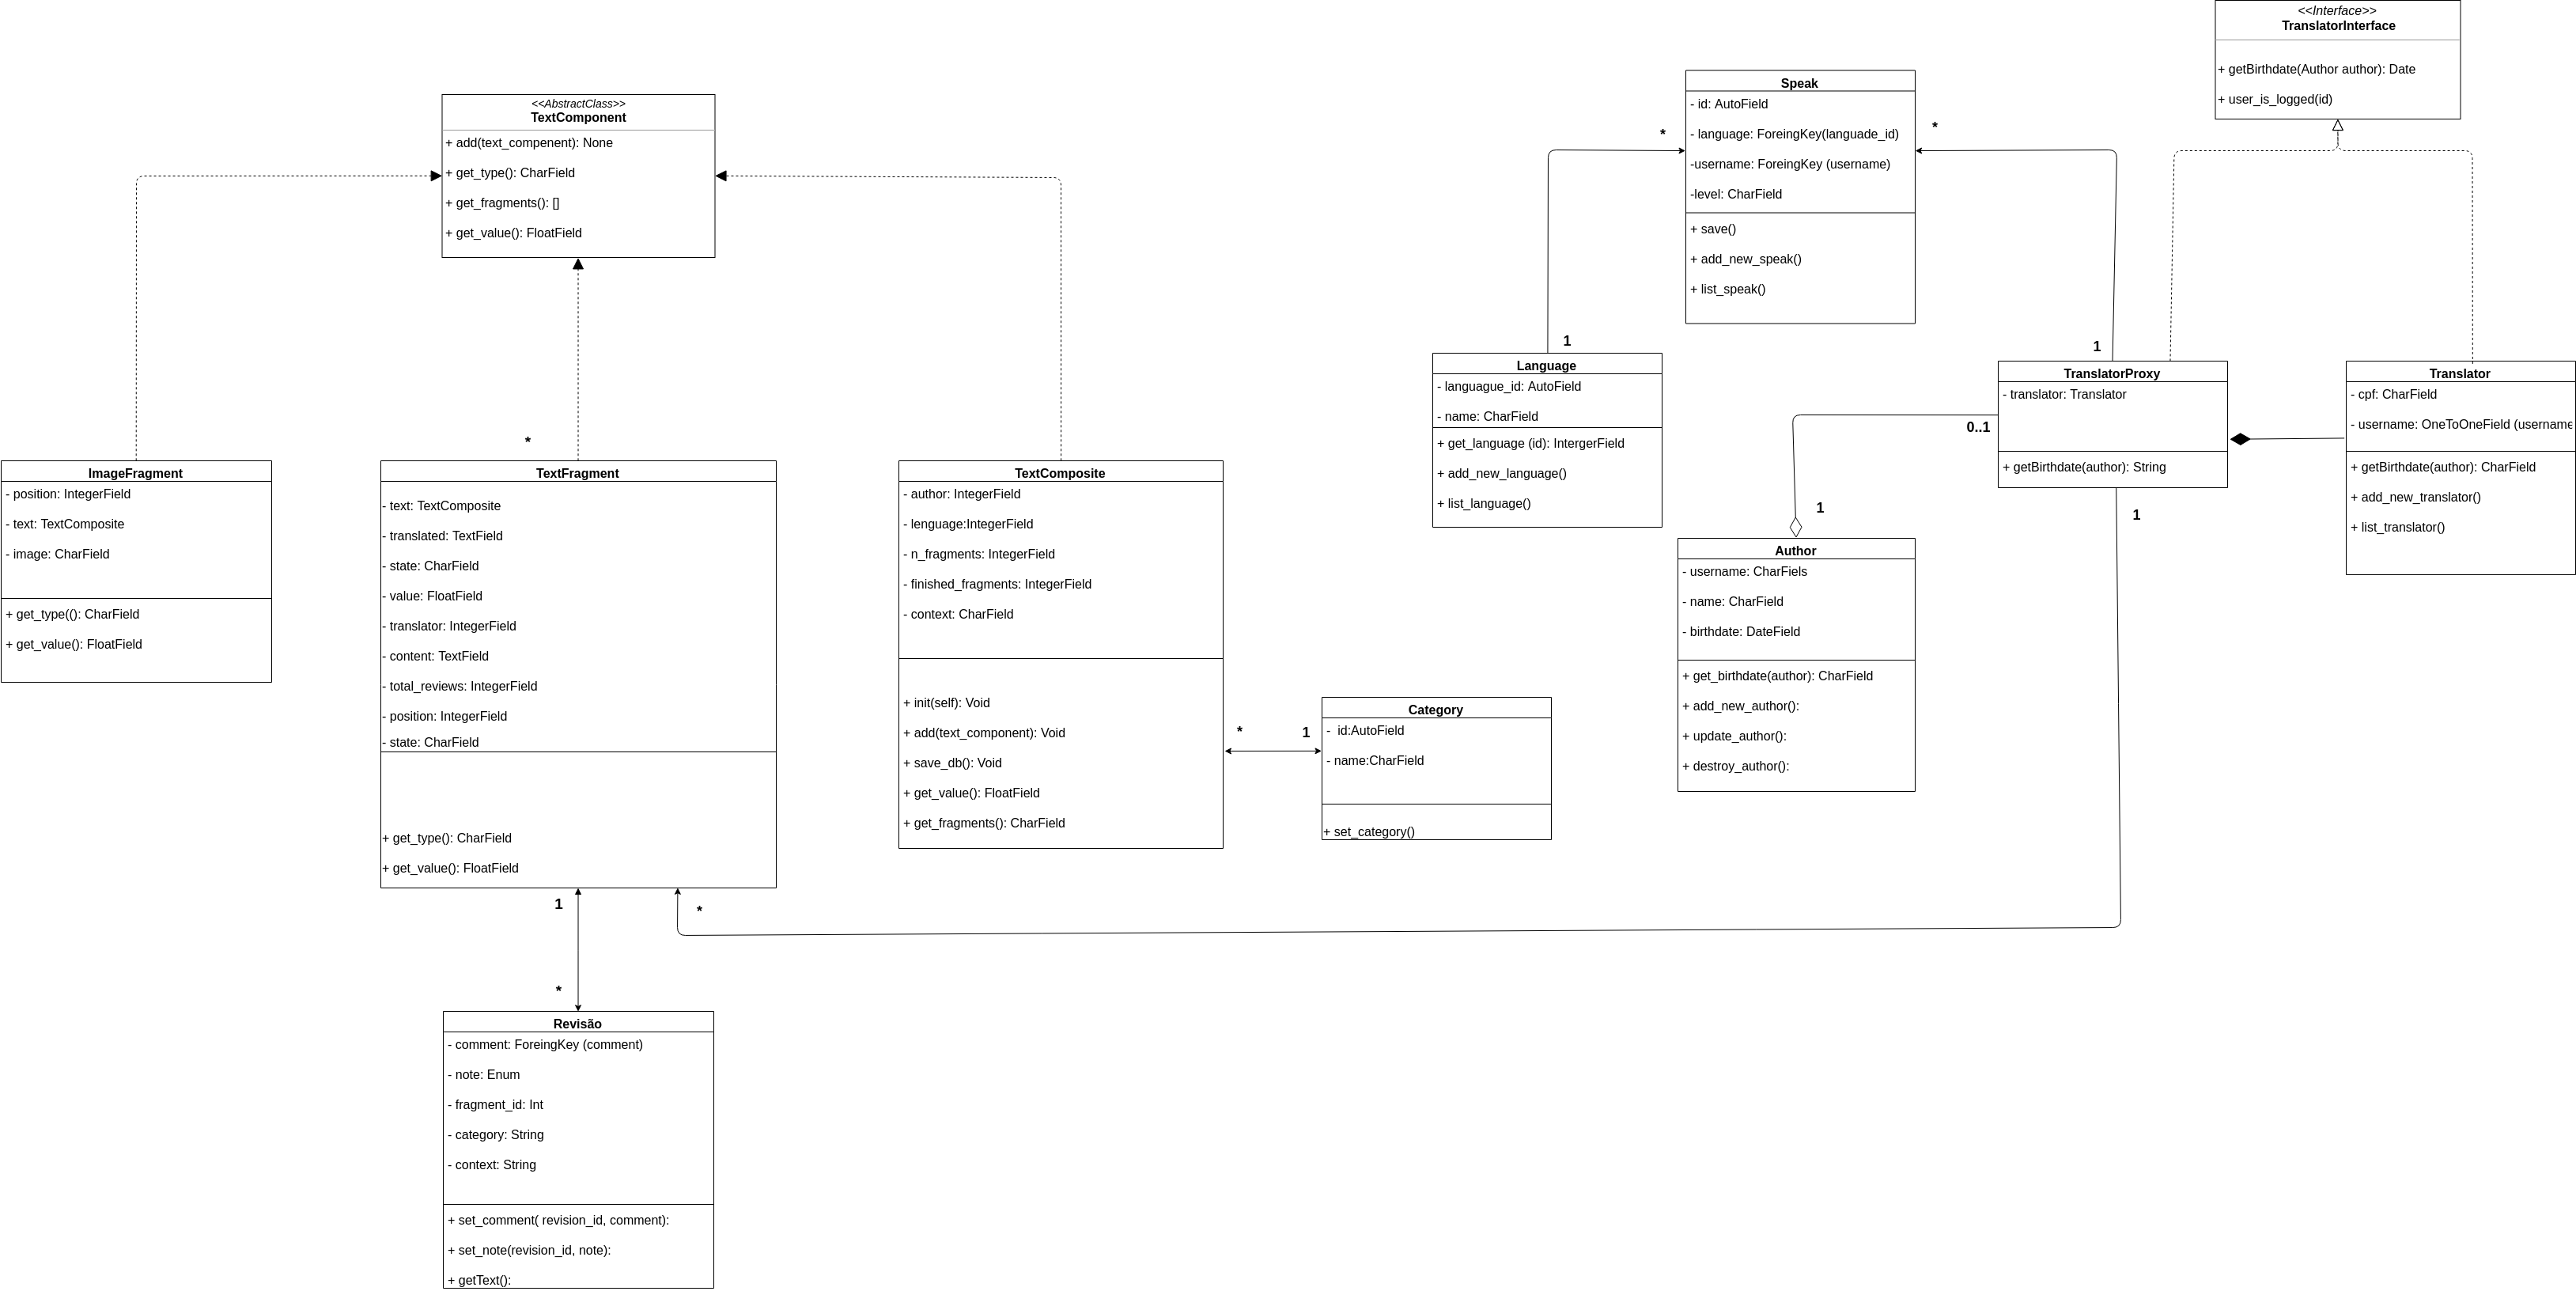 <<Interface>>
TranslatorInterface
+ getBirthdate(Author author): Date
+ user_is_logged(id)
Speak
- id: AutoField
- language: ForeingKey(languade_id)
-username: ForeingKey (username)
-level: CharField
+ save()
+ add_new_speak()
+ list_speak()
*
*
<<AbstractClass>>
TextComponent
+ add(text_compenent): None
+ get_type(): CharField
+ get_fragments(): []
+ get_value(): FloatField
1
1
Language
- languague_id: AutoField
- name: CharField
+ get_language (id): IntergerField
+ add_new_language()
+ list_language()
TranslatorProxy
- translator: Translator
+ getBirthdate(author): String
0..1
1
1
Translator
- cpf: CharField
- username: OneToOneField (username
+ getBirthdate(author): CharField
+ add_new_translator()
+ list_translator()
*
ImageFragment
- position: IntegerField
- text: TextComposite
- image: CharField
+ get_type((): CharField
+ get_value(): FloatField
TextFragment
- text: TextComposite
- translated: TextField
- state: CharField
- value: FloatField
- translator: IntegerField
- content: TextField
- total_reviews: IntegerField
- position: IntegerField
- state: CharField
+ get_type(): CharField
+ get_value(): FloatField
TextComposite
- author: IntegerField
- lenguage:IntegerField
- n_fragments: IntegerField
- finished_fragments: IntegerField
- context: CharField
+ init(self): Void
+ add(text_component): Void
+ save_db(): Void
+ get_value(): FloatField
+ get_fragments(): CharField
*
1
Category
-  id:AutoField
- name:CharField
+ set_category()
Author
- username: CharFiels
- name: CharField
- birthdate: DateField
+ get_birthdate(author): CharField
+ add_new_author():
+ update_author():
+ destroy_author():
1
*
*
Revisão
- comment: ForeingKey (comment)
- note: Enum
- fragment_id: Int
- category: String
- context: String
+ set_comment( revision_id, comment):
+ set_note(revision_id, note):
+ getText():